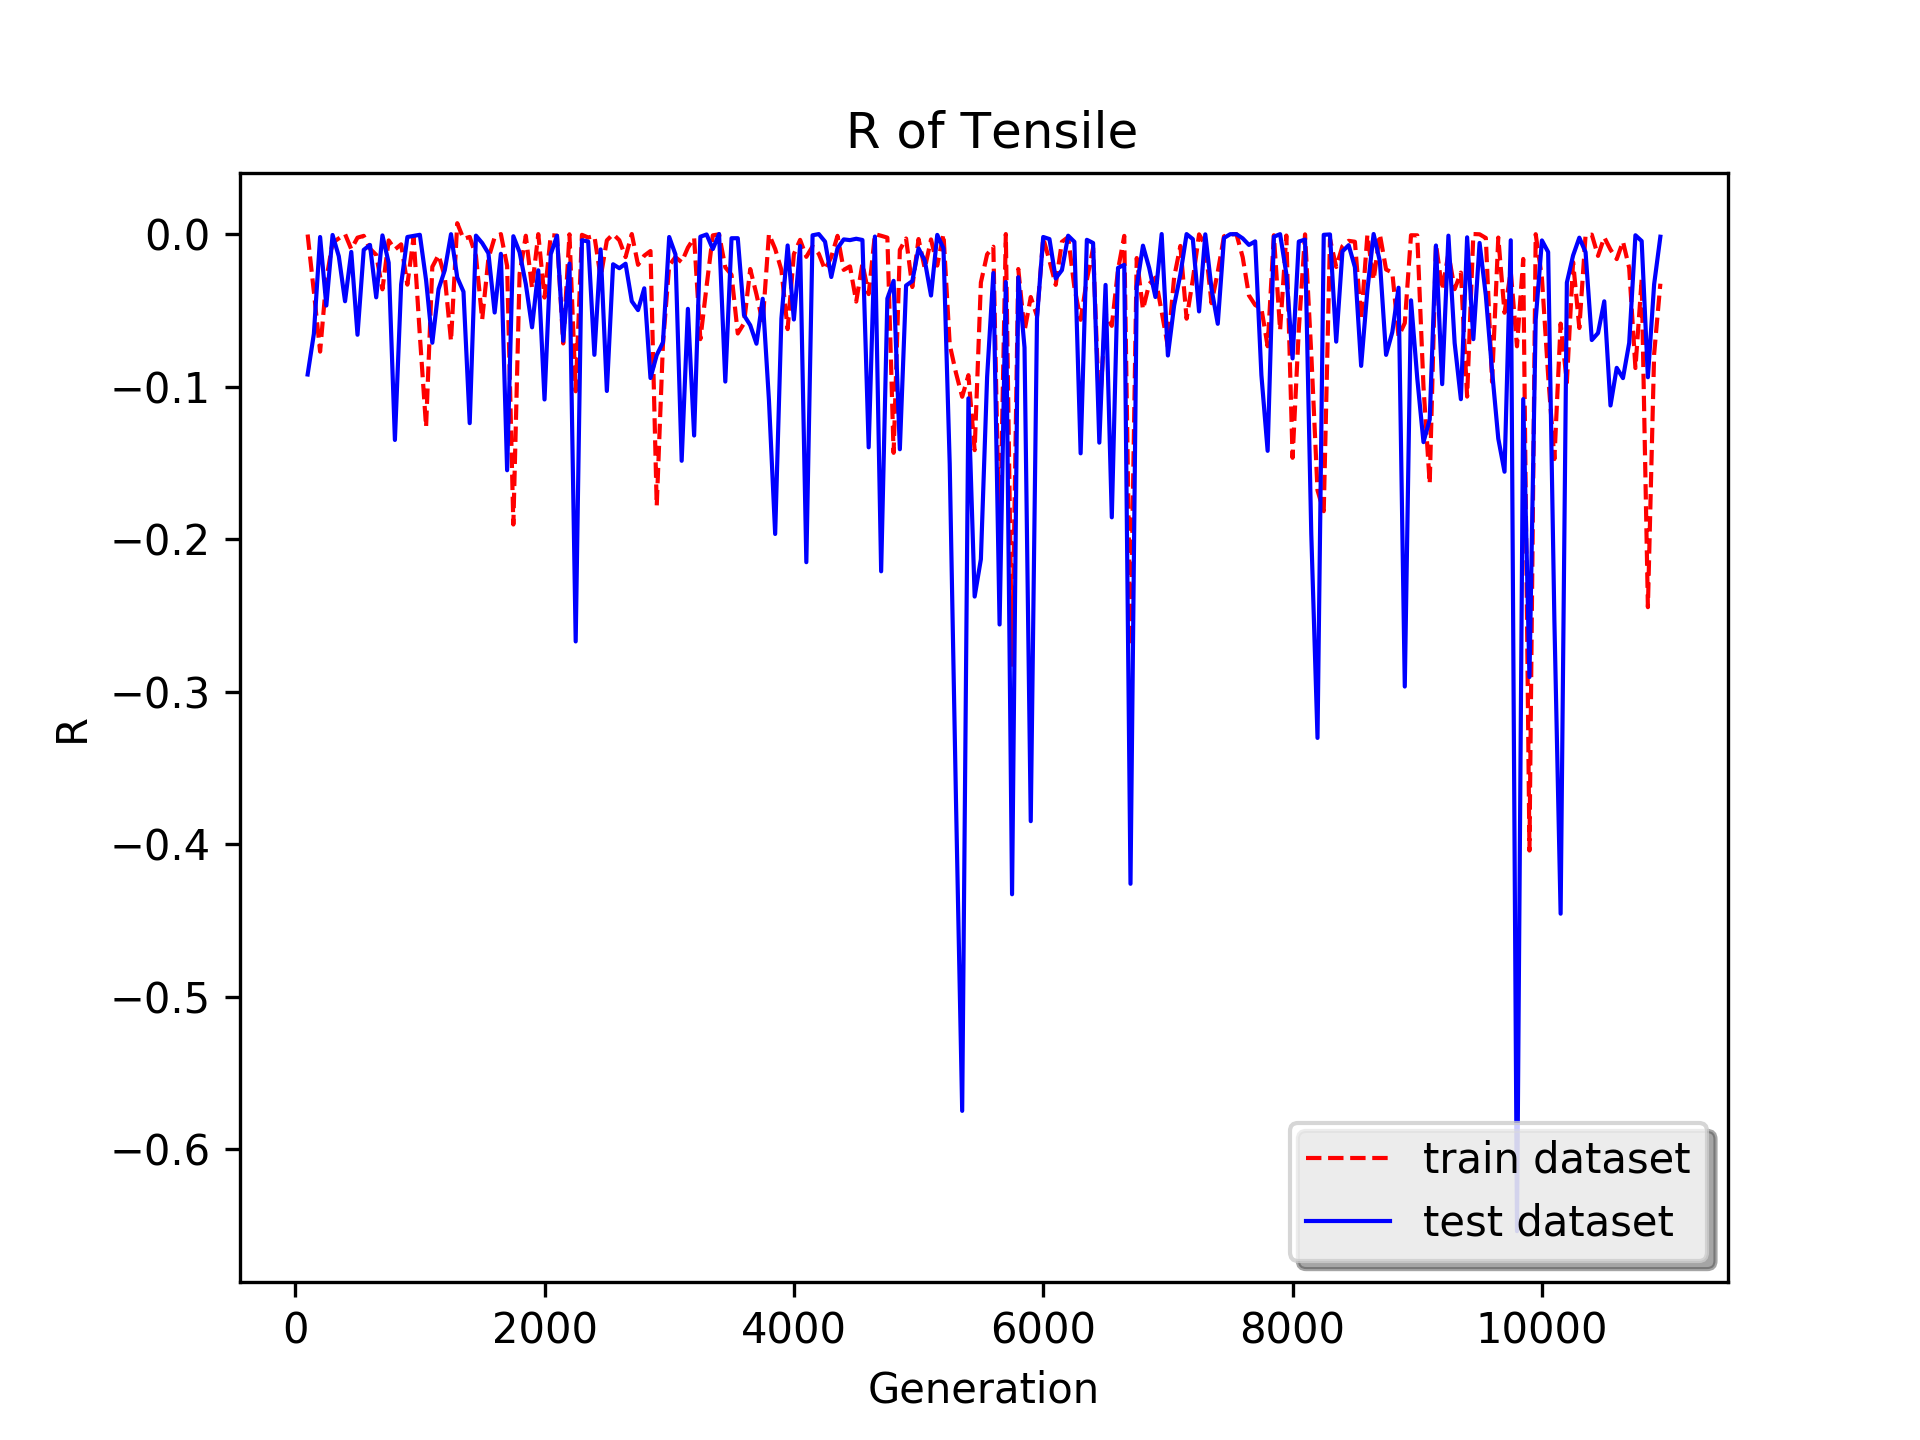 R of Tensile
0.0
−0.1
−0.2
−0.3
−0.4
−0.5
−0.6
R
train dataset
test dataset
0 2000 4000 6000 8000 10000
Generation